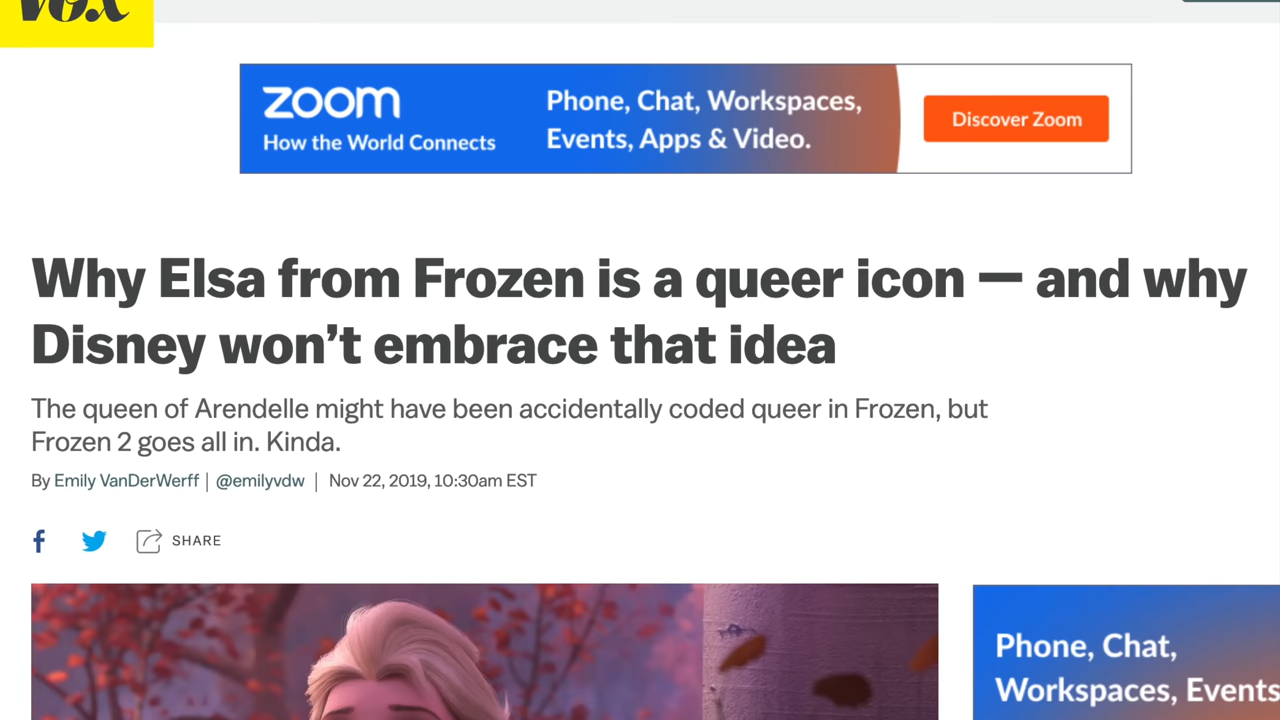 Vox
zoom
How the World Connects
Phone, Chat, Workspaces,
Events, Apps & Video.
Discover Zoom
Why Elsa from Frozen is a queer icon — and why
Disney won’t embrace that idea
The queen of Arendelle might have been accidentally coded queer in Frozen, but
Frozen 2 goes all in. Kinda.
By Emily VanDerWerff | @emilyvdw | Nov 22, 2019, 10:30am EST
SHARE
Phone, Chat,
Workspaces, Events